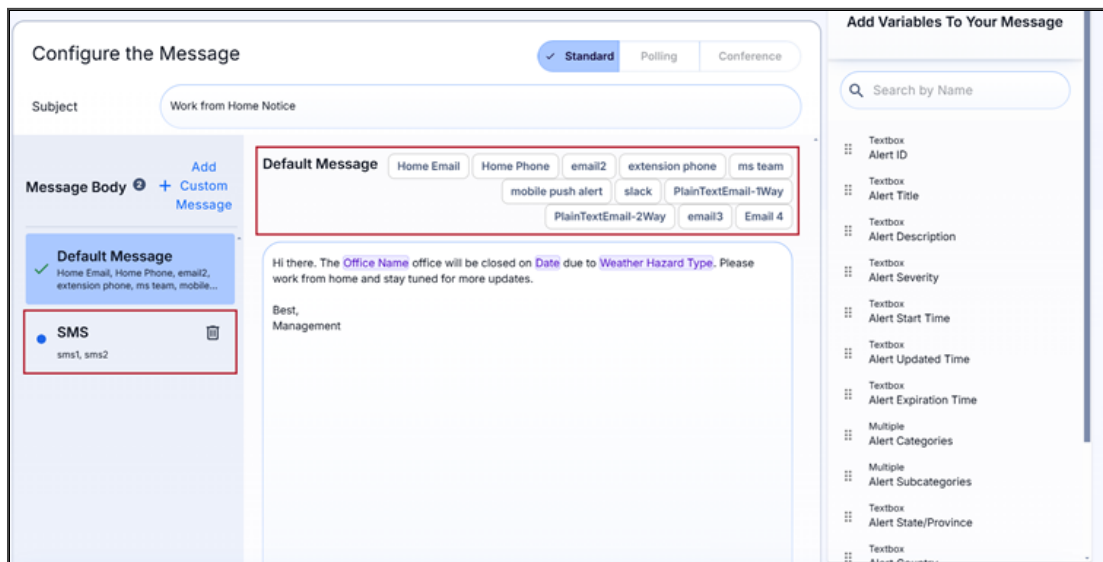 Configure the Message
Standard
Polling
Conference
Subject
Work from Home Notice
Message Body 2
+ Add Custom Message
Default Message
Home Email, Home Phone, email2,
extension phone, ms team, mobile...
SMS
sms1, sms2
Default Message
Home Email
Home Phone
email2
extension phone
ms team
mobile push alert
slack
PlainTextEmail-1Way
PlainTextEmail-2Way
email3
Email 4
Hi there. The Office Name office will be closed on Date due to Weather Hazard Type. Please
work from home and stay tuned for more updates.
Best,
Management
Add Variables To Your Message
Search by Name
Textbox
Alert ID
Textbox
Alert Title
Textbox
Alert Description
Textbox
Alert Severity
Textbox
Alert Start Time
Textbox
Alert Updated Time
Textbox
Alert Expiration Time
Multiple
Alert Categories
Multiple
Alert Subcategories
Textbox
Alert State/Province
Textbox